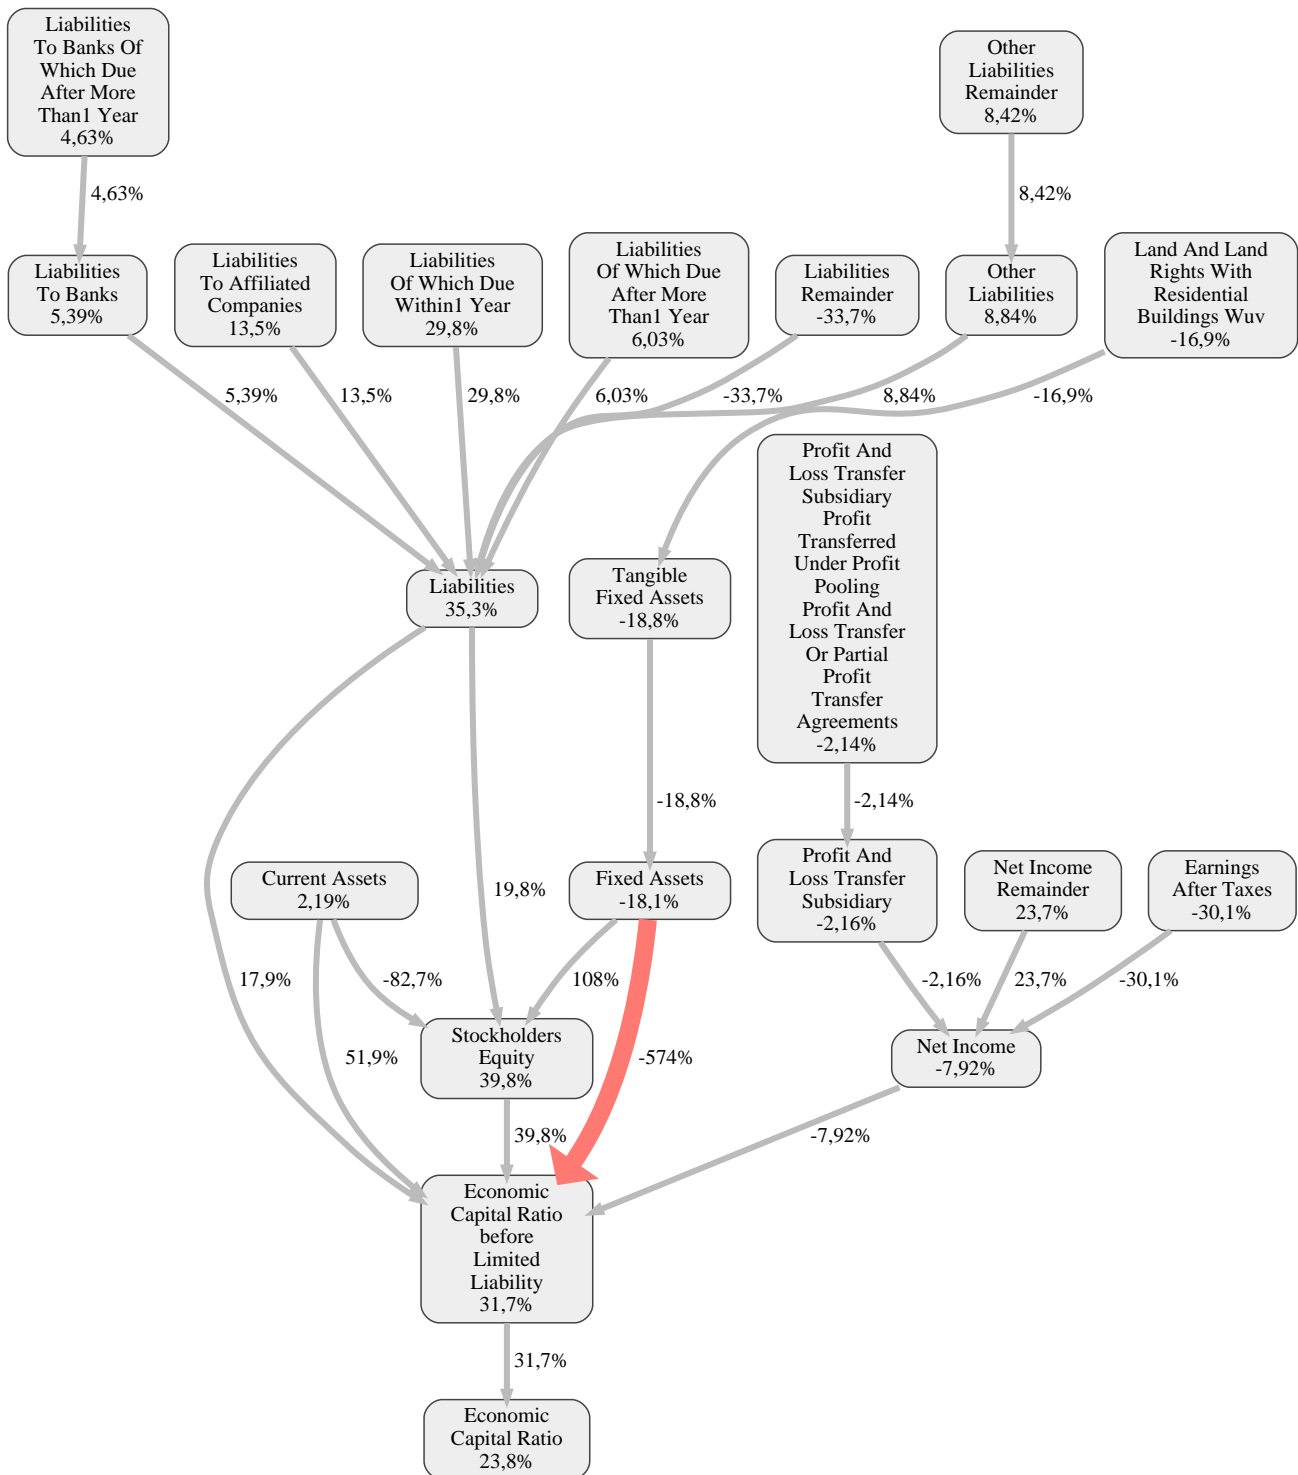 Liabilities
To Banks Of
Which Due
After More
Than1 Year
4,63%
Other
Liabilities
Remainder
8,42%
4,63%
8,42%
Liabilities
To Banks
5,39%
Liabilities
To Affiliated
Companies
13,5%
Liabilities
Of Which Due
Within1 Year
29,8%
Liabilities
Of Which Due
After More
Than1 Year
6,03%
Liabilities
Remainder
-33,7%
Other
Liabilities
8,84%
Land And Land
Rights With
Residential
Buildings Wuv
-16,9%
5,39%
13,5%
29,8%
6,03%
-33,7%
8,84%
-16,9%
Profit And
Loss Transfer
Subsidiary
Profit
Transferred
Under Profit
Pooling
Profit And
Loss Transfer
Or Partial
Profit
Transfer
Agreements
-2,14%
Liabilities
35,3%
Tangible
Fixed Assets
-18,8%
-18,8%
-2,14%
Current Assets
2,19%
19,8%
Fixed Assets
-18,1%
Profit And
Loss Transfer
Subsidiary
-2,16%
Net Income
Remainder
23,7%
Earnings
After Taxes
-30,1%
17,9%
-82,7%
108%
-2,16%
23,7%
-30,1%
51,9%
Stockholders
Equity
39,8%
-574%
Net Income
-7,92%
39,8%
-7,92%
Economic
Capital Ratio
before
Limited
Liability
31,7%
31,7%
Economic
Capital Ratio
23,8%